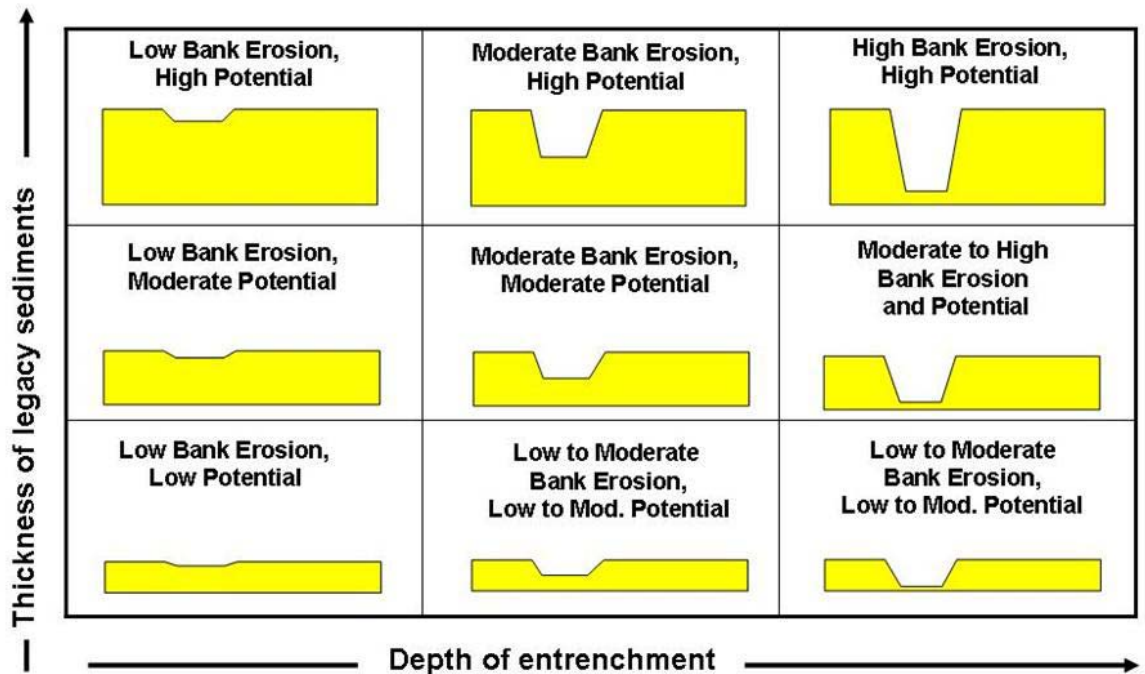 Thickness of legacy sediments
Low Bank Erosion,
High Potential
Moderate Bank Erosion,
High Potential
High Bank Erosion,
High Potential
Low Bank Erosion,
Moderate Potential
Moderate Bank Erosion,
Moderate Potential
Moderate to High
Bank Erosion
and Potential
Low Bank Erosion,
Low Potential
Low to Moderate
Bank Erosion,
Low to Mod. Potential
Low to Moderate
Bank Erosion,
Low to Mod. Potential
Depth of entrenchment